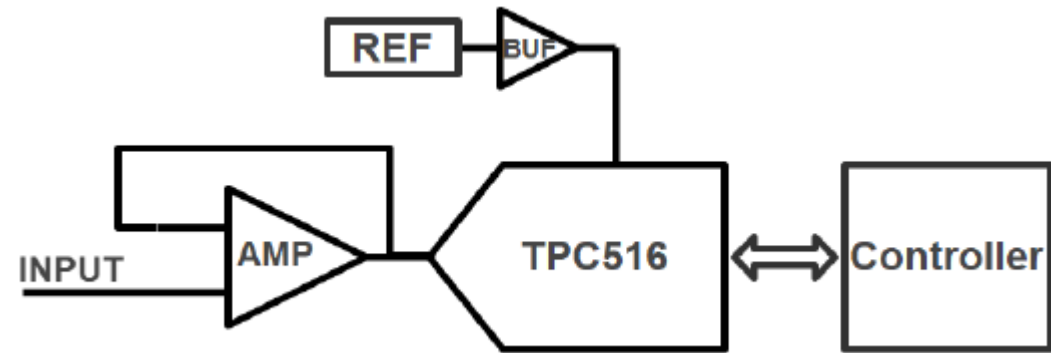 REF
BUF
INPUT
AMP
TPC516
Controller